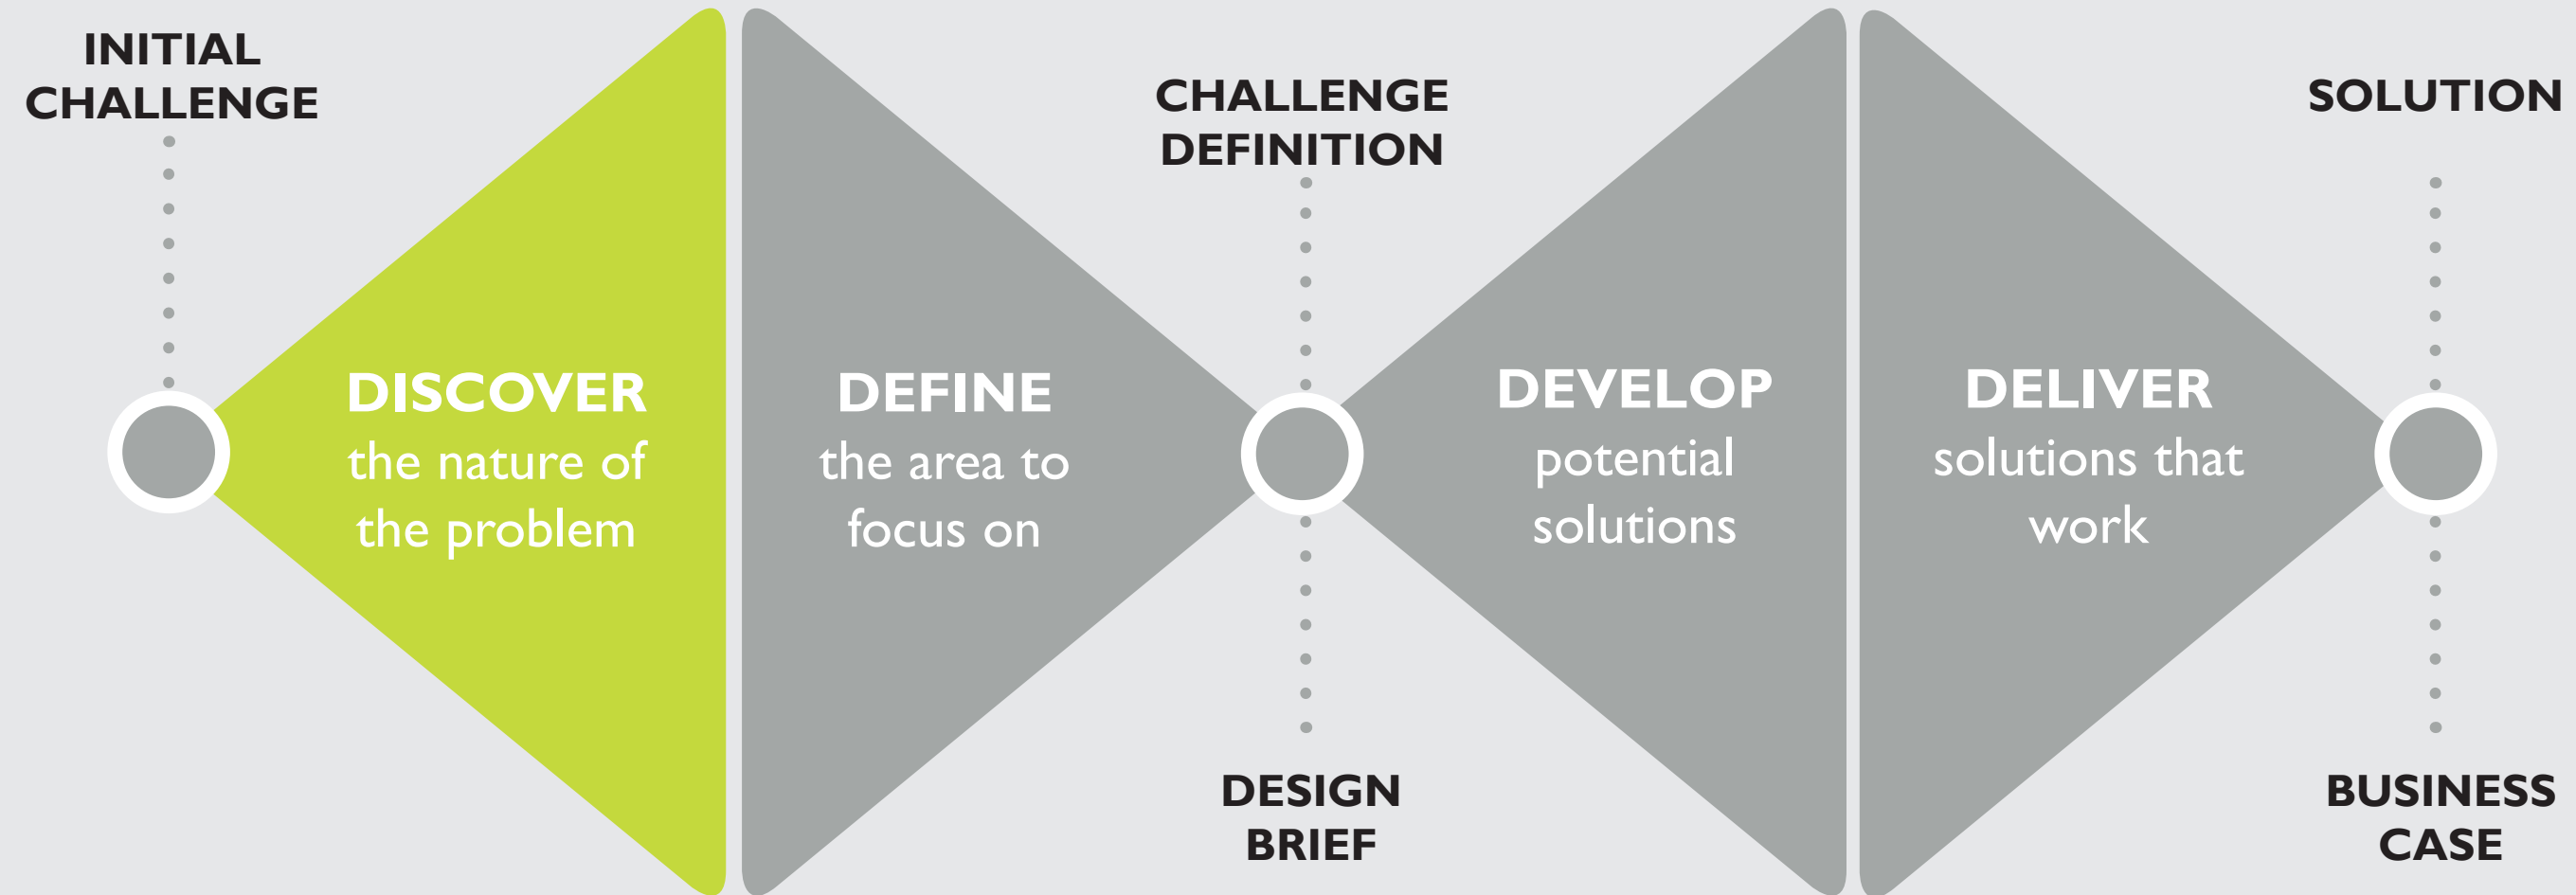 INITIAL
CHALLENGE
DISCOVER
the nature of
the problem
DEFINE
the area to
focus on
CHALLENGE
DEFINITION
DESIGN
BRIEF
DEVELOP
potential
solutions
DELIVER
solutions that
work
SOLUTION
BUSINESS
CASE